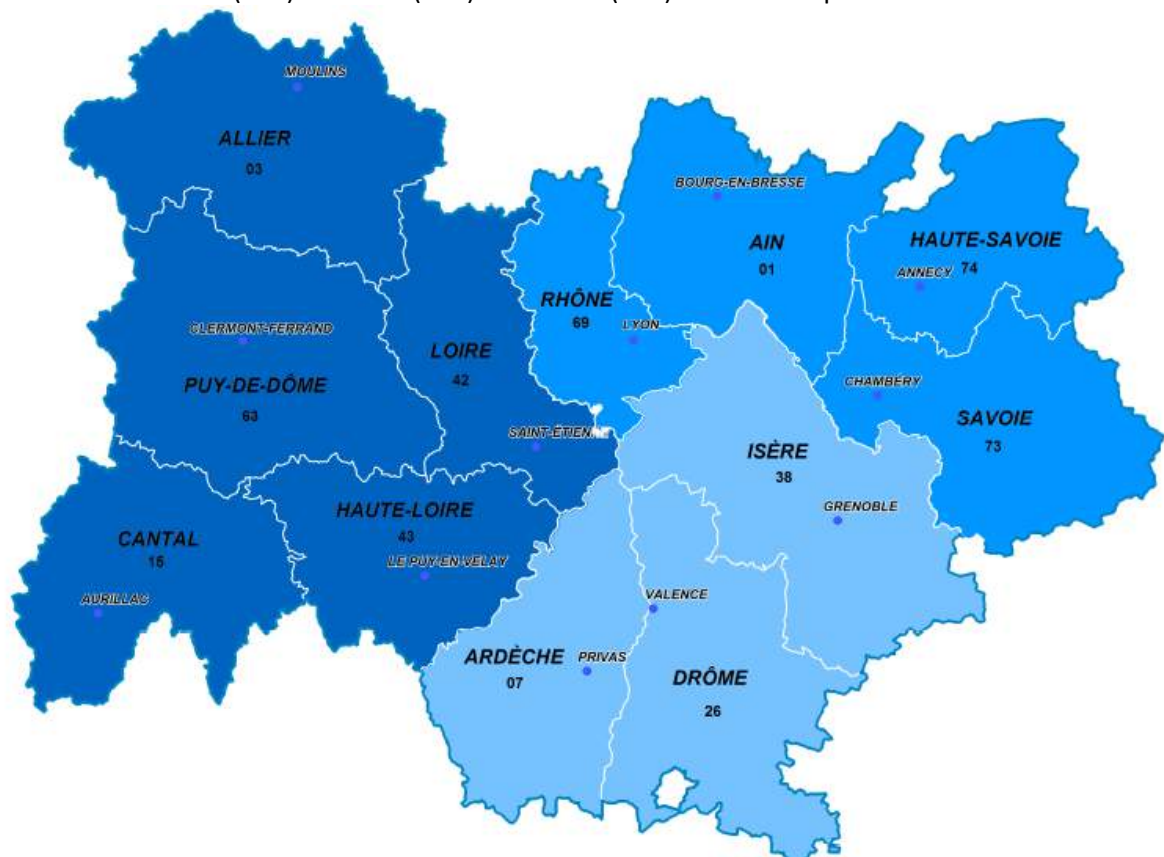 MOULINS
ALLIER
03
BOURG-EN-BRESSE
AIN
01
HAUTE-SAVOIE
74
ANNECY
RHÔNE
69
LYON
CLERMONT-FERRAND
PUY-DE-DÔME
63
LOIRE
42
SAINT-ÉTIENNE
CHAMBÉRY
SAVOIE
73
ISÈRE
38
GRENOBLE
HAUTE-LOIRE
43
LE PUY-EN-VELAY
CANTAL
15
AURILLAC
VALENCE
ARDÈCHE
07
PRIVAS
DRÔME
26